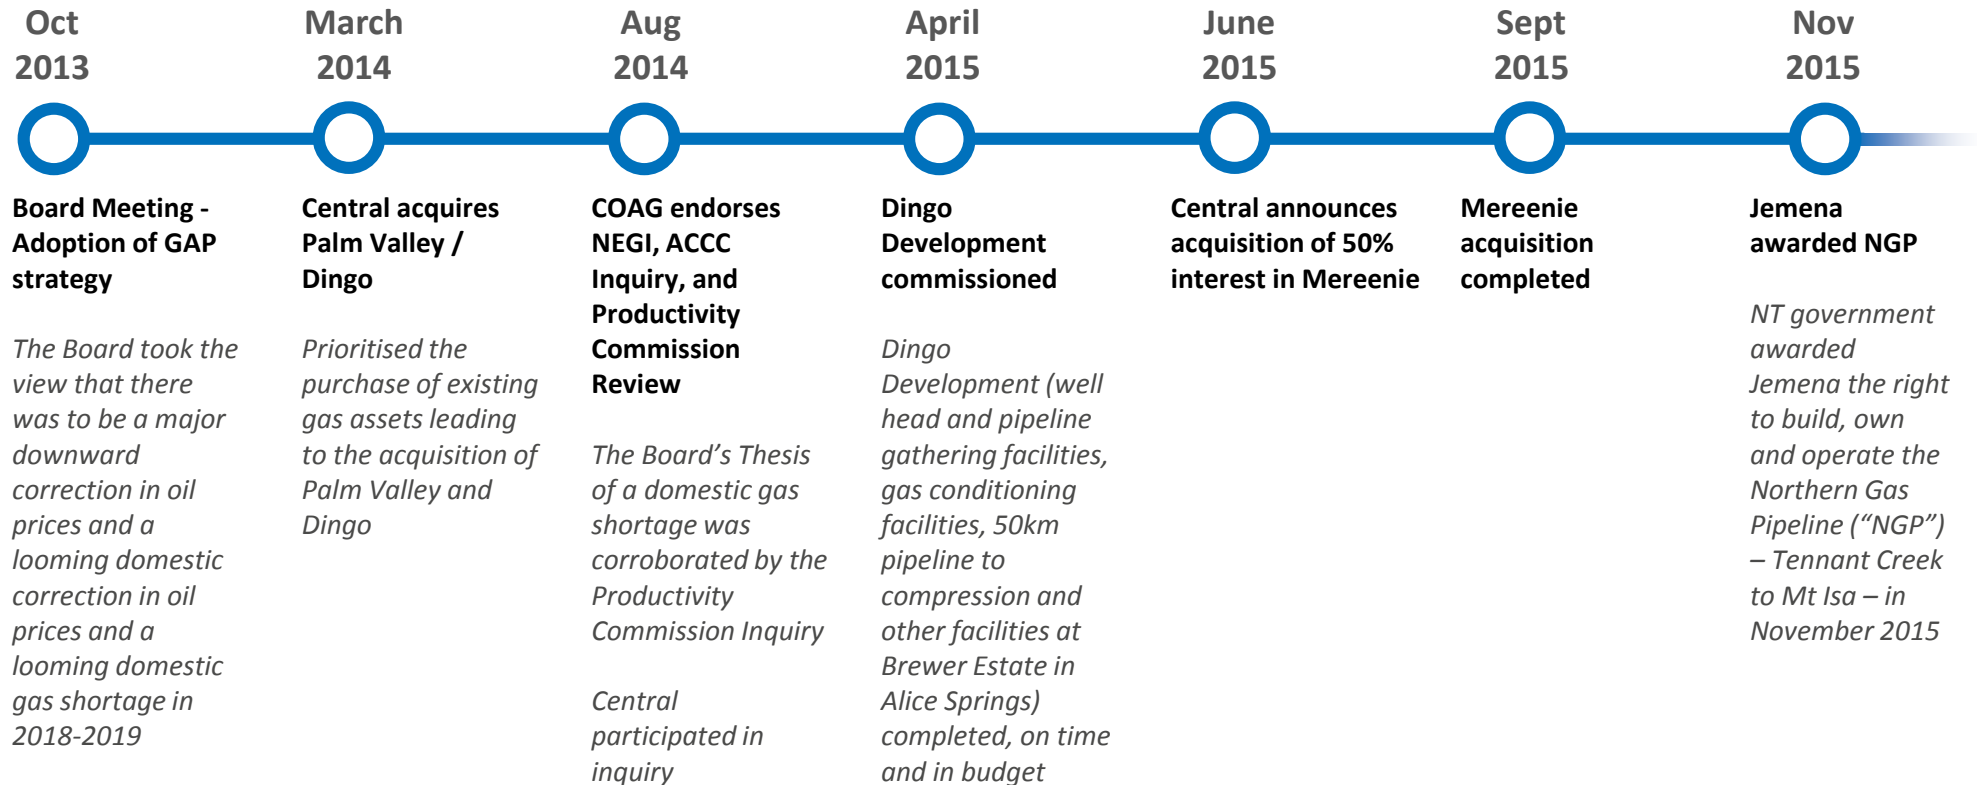 Oct
2013
March
2014
Aug
2014
April
2015
June
2015
Sept
2015
Nov
2015
Board Meeting -
Adoption of GAP
strategy
The Board took the
view that there
was to be a major
downward
correction in oil
prices and a
looming domestic
correction in oil
prices and a
looming domestic
gas shortage in
2018-2019
Central acquires
Palm Valley /
Dingo
Prioritised the
purchase of existing
gas assets leading
to the acquisition of
Palm Valley and
Dingo
COAG endorses
NEGI, ACCC
Inquiry, and
Productivity
Commission
Review
The Board’s Thesis
of a domestic gas
shortage was
corroborated by the
Productivity
Commission Inquiry
Central
participated in
inquiry
Dingo
Development
commissioned
Dingo
Development (well
head and pipeline
gathering facilities,
gas conditioning
facilities, 50km
pipeline to
compression and
other facilities at
Brewer Estate in
Alice Springs)
completed, on time
and in budget
Central announces
acquisition of 50%
interest in Mereenie
Mereenie
acquisition
completed
Jemena
awarded NGP
NT government
awarded
Jemena the right
to build, own
and operate the
Northern Gas
Pipeline (“NGP”)
– Tennant Creek
to Mt Isa – in
November 2015